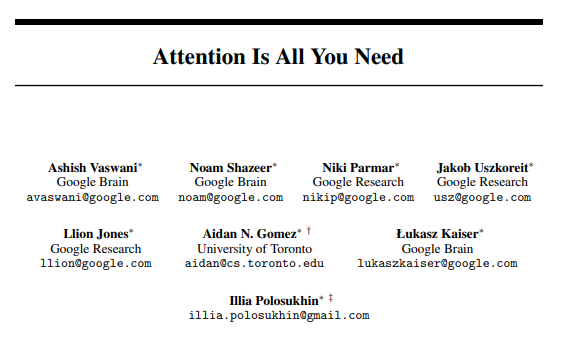 Attention Is All You Need
Ashish Vaswani* Noam Shazeer* Niki Parmar* Jakob Uszkoreit*
Google Brain Google Brain Google Research Google Research
avaswani@google.com noam@google.com nikip@google.com usz@google.com
Llion Jones* Aidan N. Gomez* † Łukasz Kaiser*
Google Research University of Toronto Google Brain
llion@google.com aidan@cs.toronto.edu lukaszkaiser@google.com
Illia Polosukhin* ‡
illia.polosukhin@gmail.com